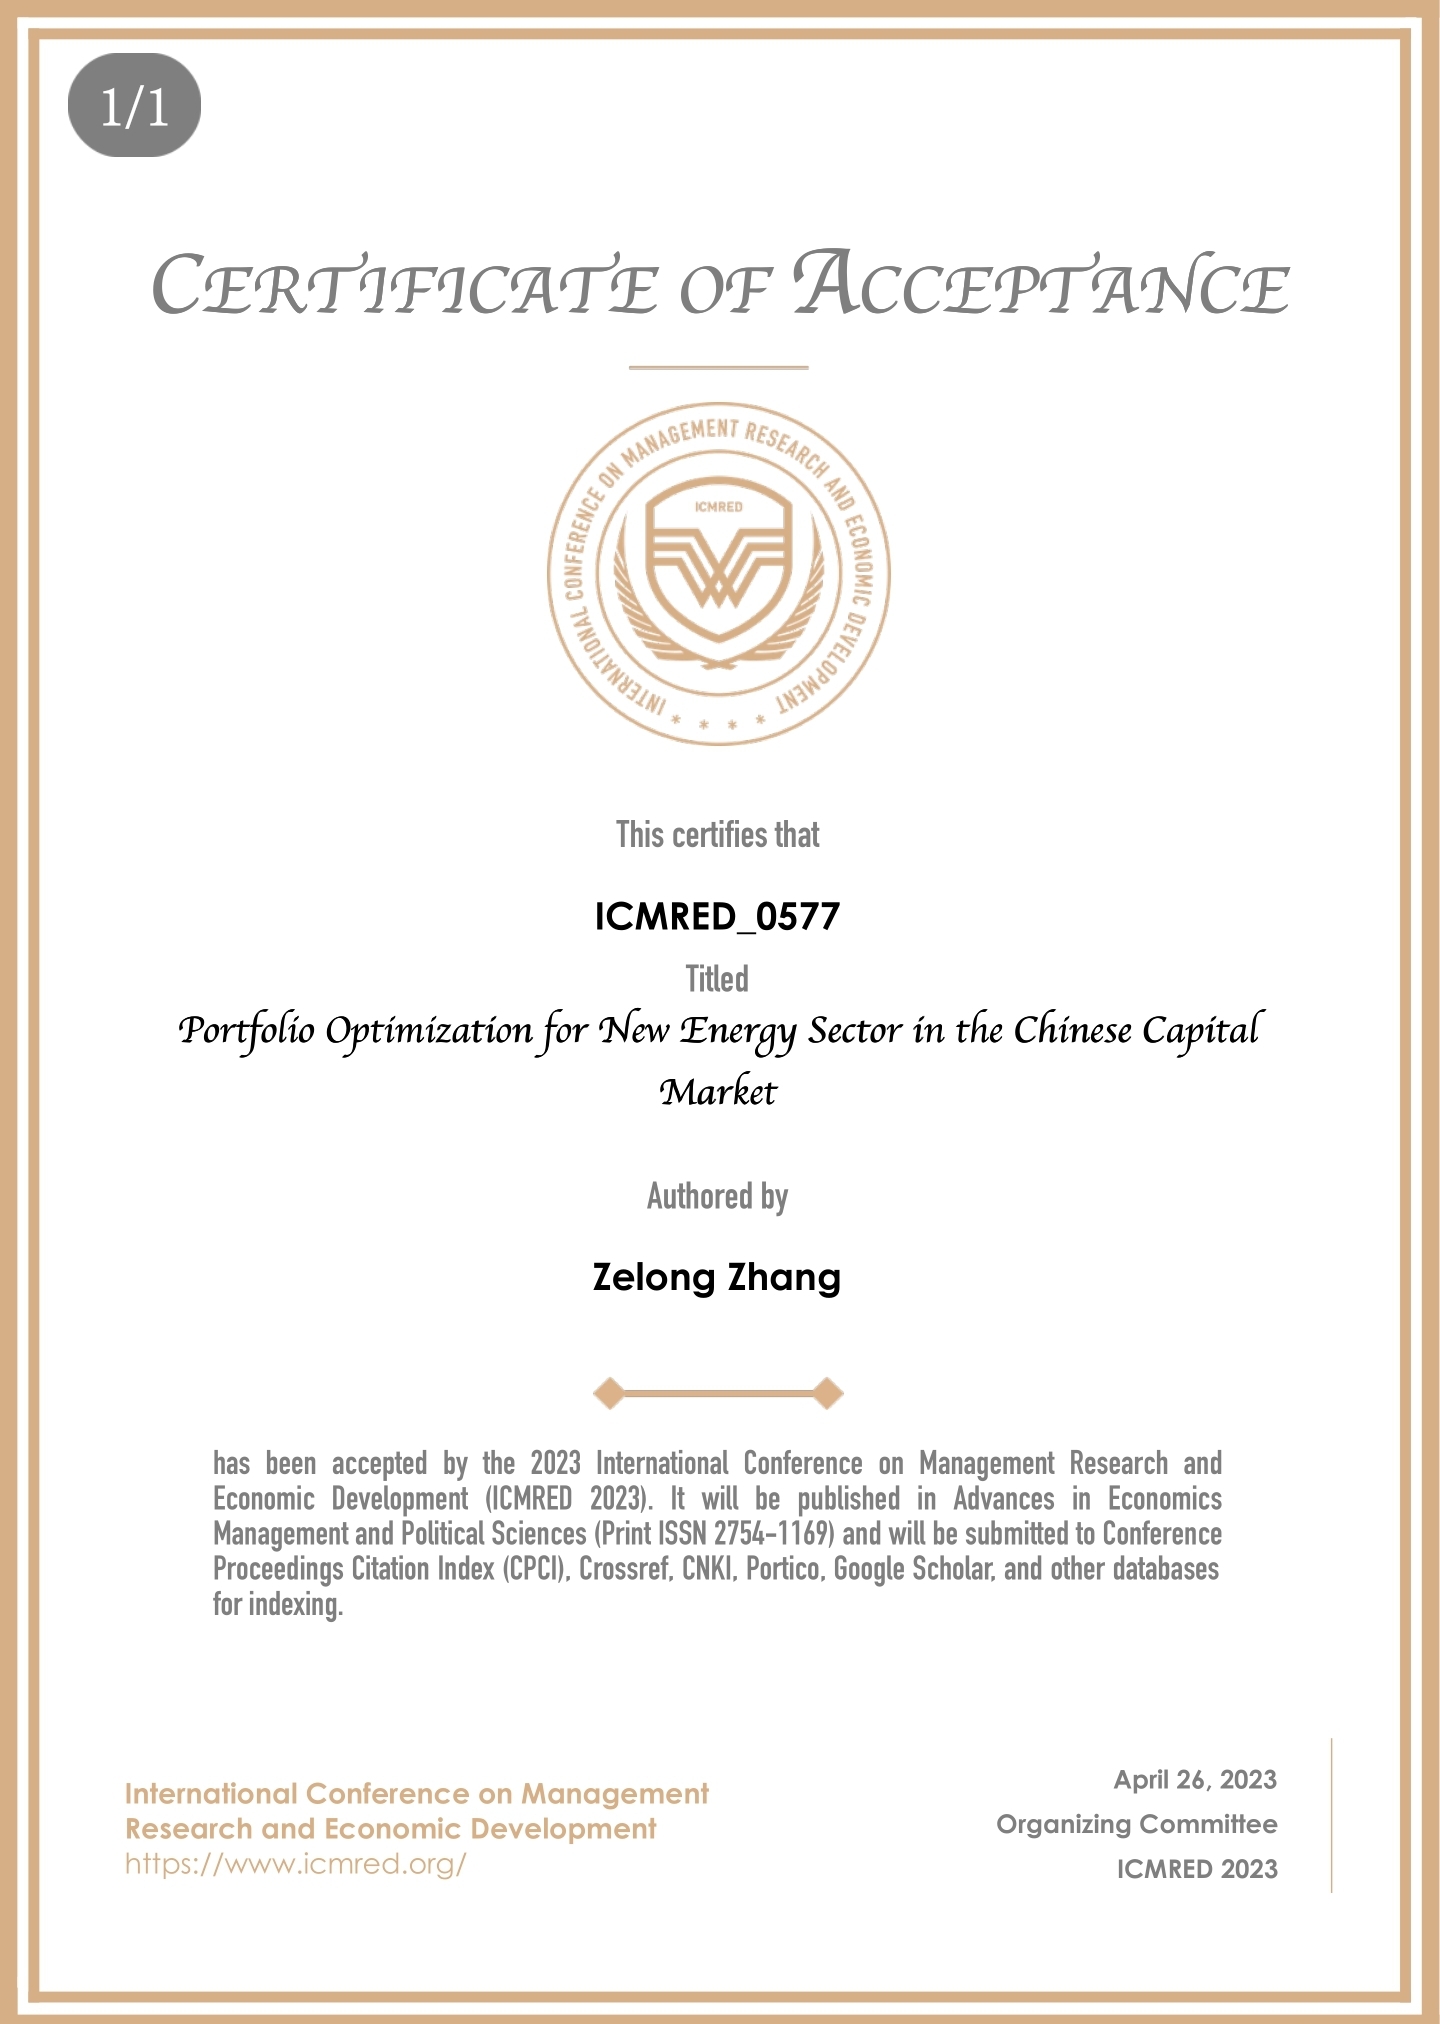 1/1
CERTIFICATE OF ACCEPTANCE
INTERNATIONAL CONFERENCE ON MANAGEMENT RESEARCH AND ECONOMIC DEVELOPMENT
* * * *
ICMRED
This certifies that
ICMRED_0577
Titled
Portfolio Optimization for New Energy Sector in the Chinese Capital
Market
Authored by
Zelong Zhang
has been accepted by the 2023 International Conference on Management Research and
Economic Development (ICMRED 2023). It will be published in Advances in Economics
Management and Political Sciences (Print ISSN 2754-1169) and will be submitted to Conference
Proceedings Citation Index (CPCI), Crossref, CNKI, Portico, Google Scholar, and other databases
for indexing.
International Conference on Management
Research and Economic Development
https://www.icmred.org/
April 26, 2023
Organizing Committee
ICMRED 2023